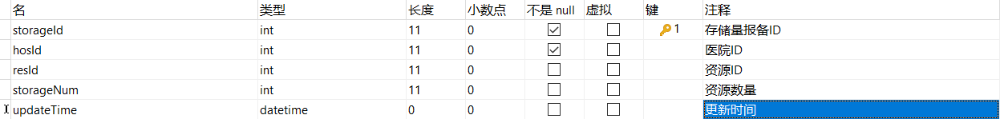 名 类型 长度 小数点 不是 null 虚拟 键 注释
storageId int 11 0 1 存储量报备ID
hosId int 11 0 医院ID
resId int 11 0 资源ID
storageNum int 11 0 资源数量
updateTime datetime 0 0 更新时间